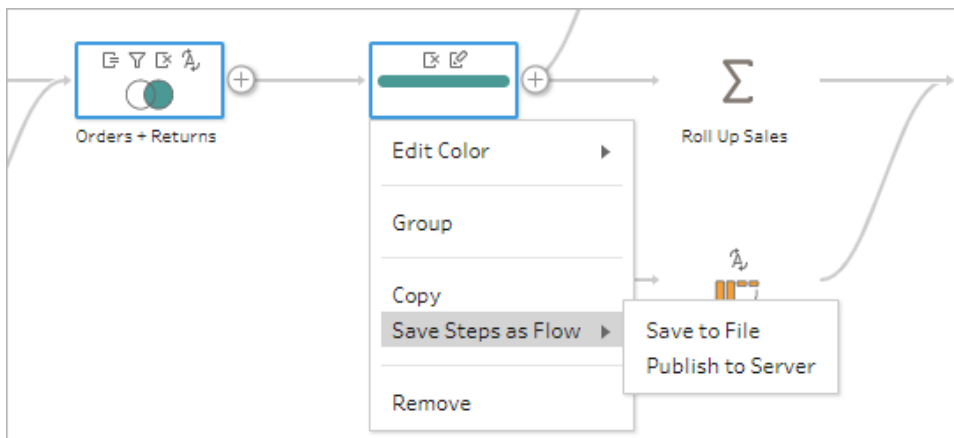 Orders + Returns
Roll Up Sales
Edit Color
Group
Copy
Save Steps as Flow
Save to File
Publish to Server
Remove